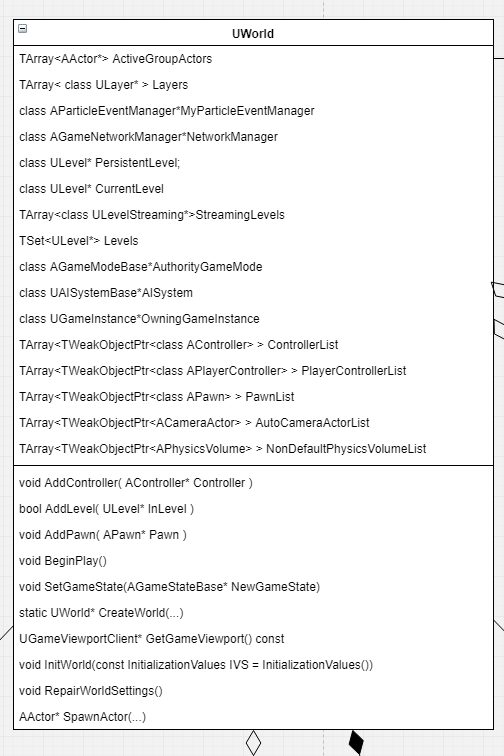 UWorld
TArray<AActor*> ActiveGroupActors
TArray< class ULayer* > Layers
class AParticleEventManager*MyParticleEventManager
class AGameNetworkManager*NetworkManager
class ULevel* PersistentLevel;
class ULevel* CurrentLevel
TArray<class ULevelStreaming*>StreamingLevels
TSet<ULevel*> Levels
class AGameModeBase*AuthorityGameMode
class UAISystemBase*AISystem
class UGameInstance*OwningGameInstance
TArray<TWeakObjectPtr<class AController> > ControllerList
TArray<TWeakObjectPtr<class APlayerController> > PlayerControllerList
TArray<TWeakObjectPtr<class APawn> > PawnList
TArray<TWeakObjectPtr<ACameraActor> > AutoCameraActorList
TArray<TWeakObjectPtr<APhysicsVolume> > NonDefaultPhysicsVolumeList
void AddController( AController* Controller )
bool AddLevel( ULevel* InLevel )
void AddPawn( APawn* Pawn )
void BeginPlay()
void SetGameState(AGameStateBase* NewGameState)
static UWorld* CreateWorld(...)
UGameViewportClient* GetGameViewport() const
void InitWorld(const InitializationValues IVS = InitializationValues())
void RepairWorldSettings()
AActor* SpawnActor(...)